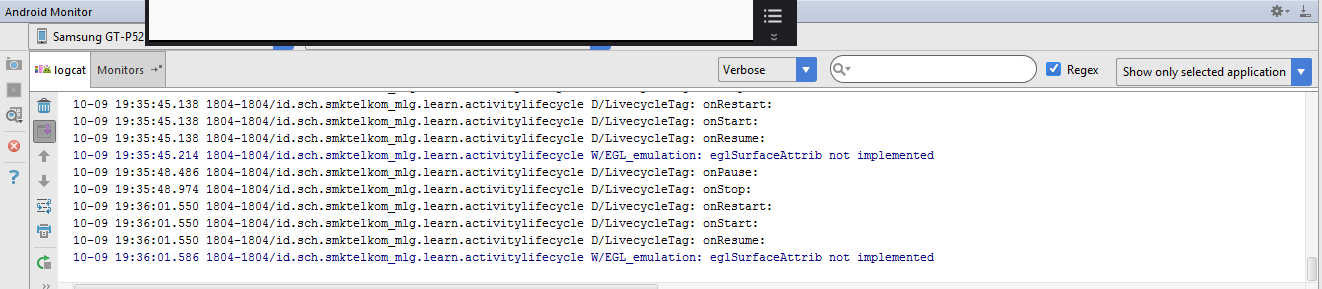 Android Monitor
Samsung GT-P52
logcat Monitors Verbose Regex Show only selected application
10-09 19:35:45.138 1804-1804/id.sch.smktelkom_mlg.learn.activitylifecycle D/LivecycleTag: onRestart:
10-09 19:35:45.138 1804-1804/id.sch.smktelkom_mlg.learn.activitylifecycle D/LivecycleTag: onStart:
10-09 19:35:45.138 1804-1804/id.sch.smktelkom_mlg.learn.activitylifecycle D/LivecycleTag: onResume:
10-09 19:35:45.214 1804-1804/id.sch.smktelkom_mlg.learn.activitylifecycle W/EGL_emulation: eglSurfaceAttrib not implemented
10-09 19:35:48.486 1804-1804/id.sch.smktelkom_mlg.learn.activitylifecycle D/LivecycleTag: onPause:
10-09 19:35:48.974 1804-1804/id.sch.smktelkom_mlg.learn.activitylifecycle D/LivecycleTag: onStop:
10-09 19:36:01.550 1804-1804/id.sch.smktelkom_mlg.learn.activitylifecycle D/LivecycleTag: onRestart:
10-09 19:36:01.550 1804-1804/id.sch.smktelkom_mlg.learn.activitylifecycle D/LivecycleTag: onStart:
10-09 19:36:01.550 1804-1804/id.sch.smktelkom_mlg.learn.activitylifecycle D/LivecycleTag: onResume:
10-09 19:36:01.586 1804-1804/id.sch.smktelkom_mlg.learn.activitylifecycle W/EGL_emulation: eglSurfaceAttrib not implemented